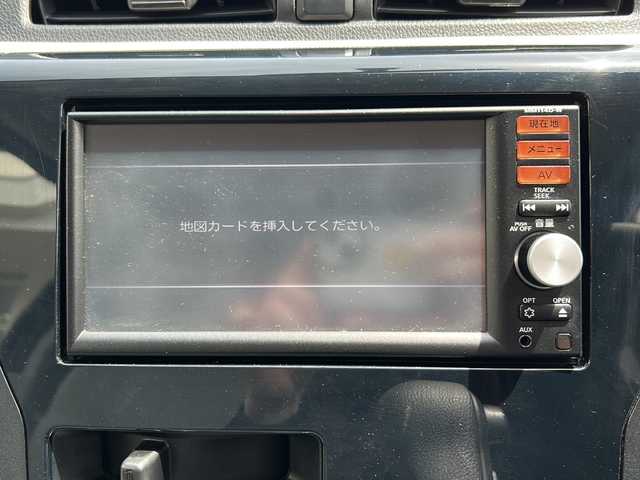 MM114D-W
現在地
メニュー
AV
TRACK
SEEK
地図カードを挿入してください。
PUSH
AV OFF
音量
OPT
OPEN
AUX